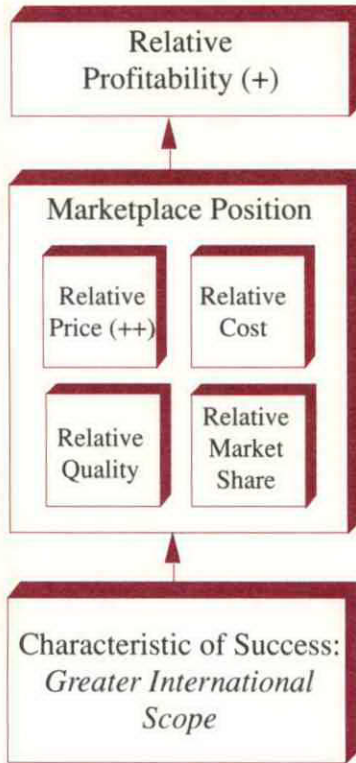 Relative
Profitability (+)
Marketplace Position
Relative
Price (++)
Relative
Cost
Relative
Quality
Relative
Market
Share
Characteristic of Success:
Greater International
Scope